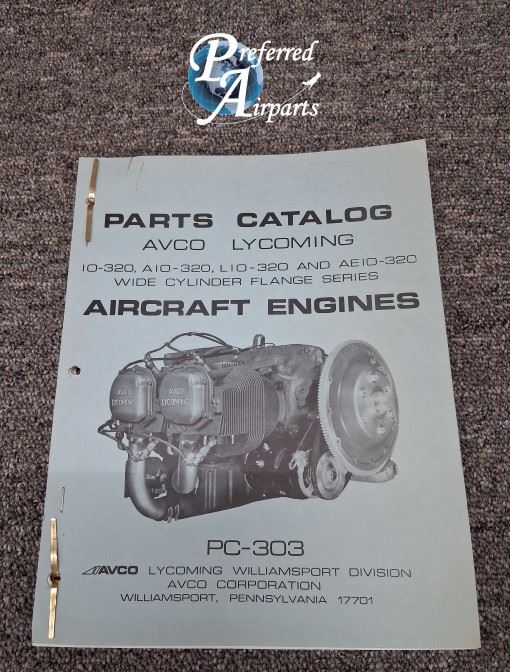 Preferred
Airparts
PARTS CATALOG
AVCO LYCOMING
IO-320, AIO-320, LIO-320 AND AEIO-320
WIDE CYLINDER FLANGE SERIES
AIRCRAFT ENGINES
AVCO
LYCOMING
AVCO
LYCOMING
PC-303
AVCO LYCOMING WILLIAMSPORT DIVISION
AVCO CORPORATION
WILLIAMSPORT, PENNSYLVANIA 17701